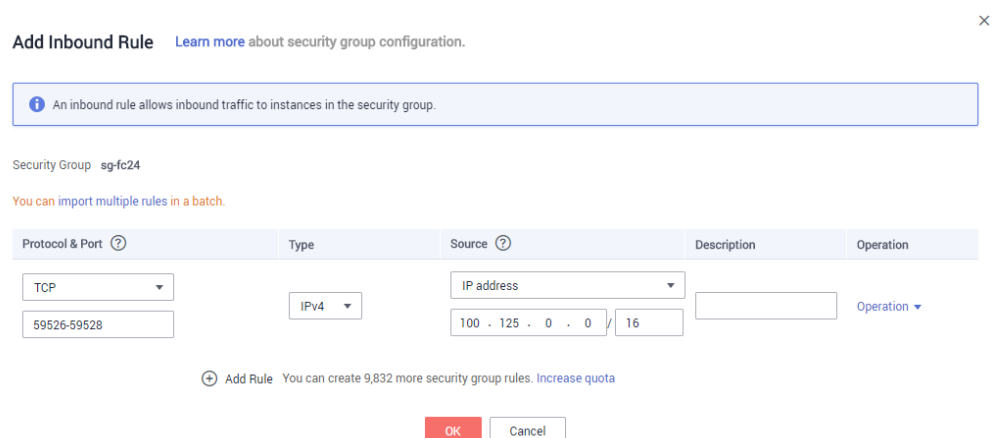 Add Inbound Rule Learn more about security group configuration.
An inbound rule allows inbound traffic to instances in the security group.
Security Group sg-fc24
You can import multiple rules in a batch.
Protocol & Port Type Source Description Operation
TCP IPv4 IP address Operation
59526-59528 100 . 125 . 0 . 0 / 16
Add Rule You can create 9,832 more security group rules. Increase quota
OK Cancel